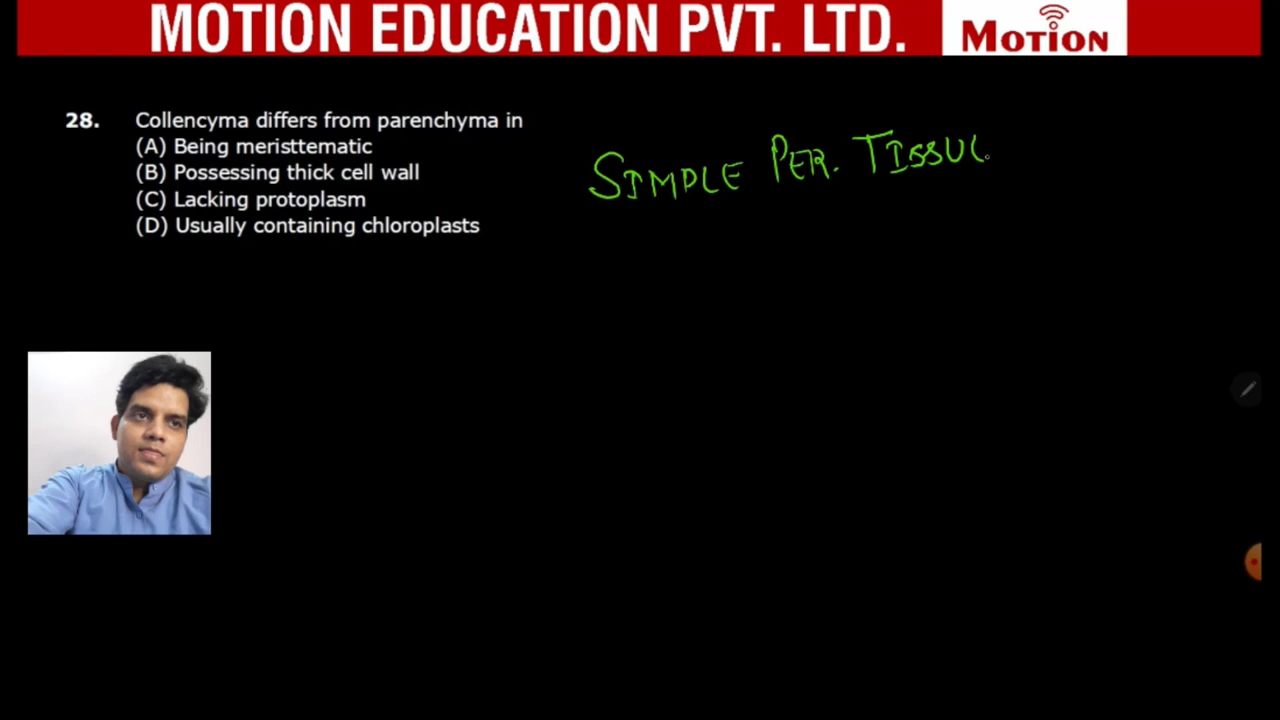 MOTION EDUCATION PVT. LTD.
MOTION
28. Collencyma differs from parenchyma in
(A) Being meristtematic
(B) Possessing thick cell wall
(C) Lacking protoplasm
(D) Usually containing chloroplasts
SIMPLE PER. TISSU